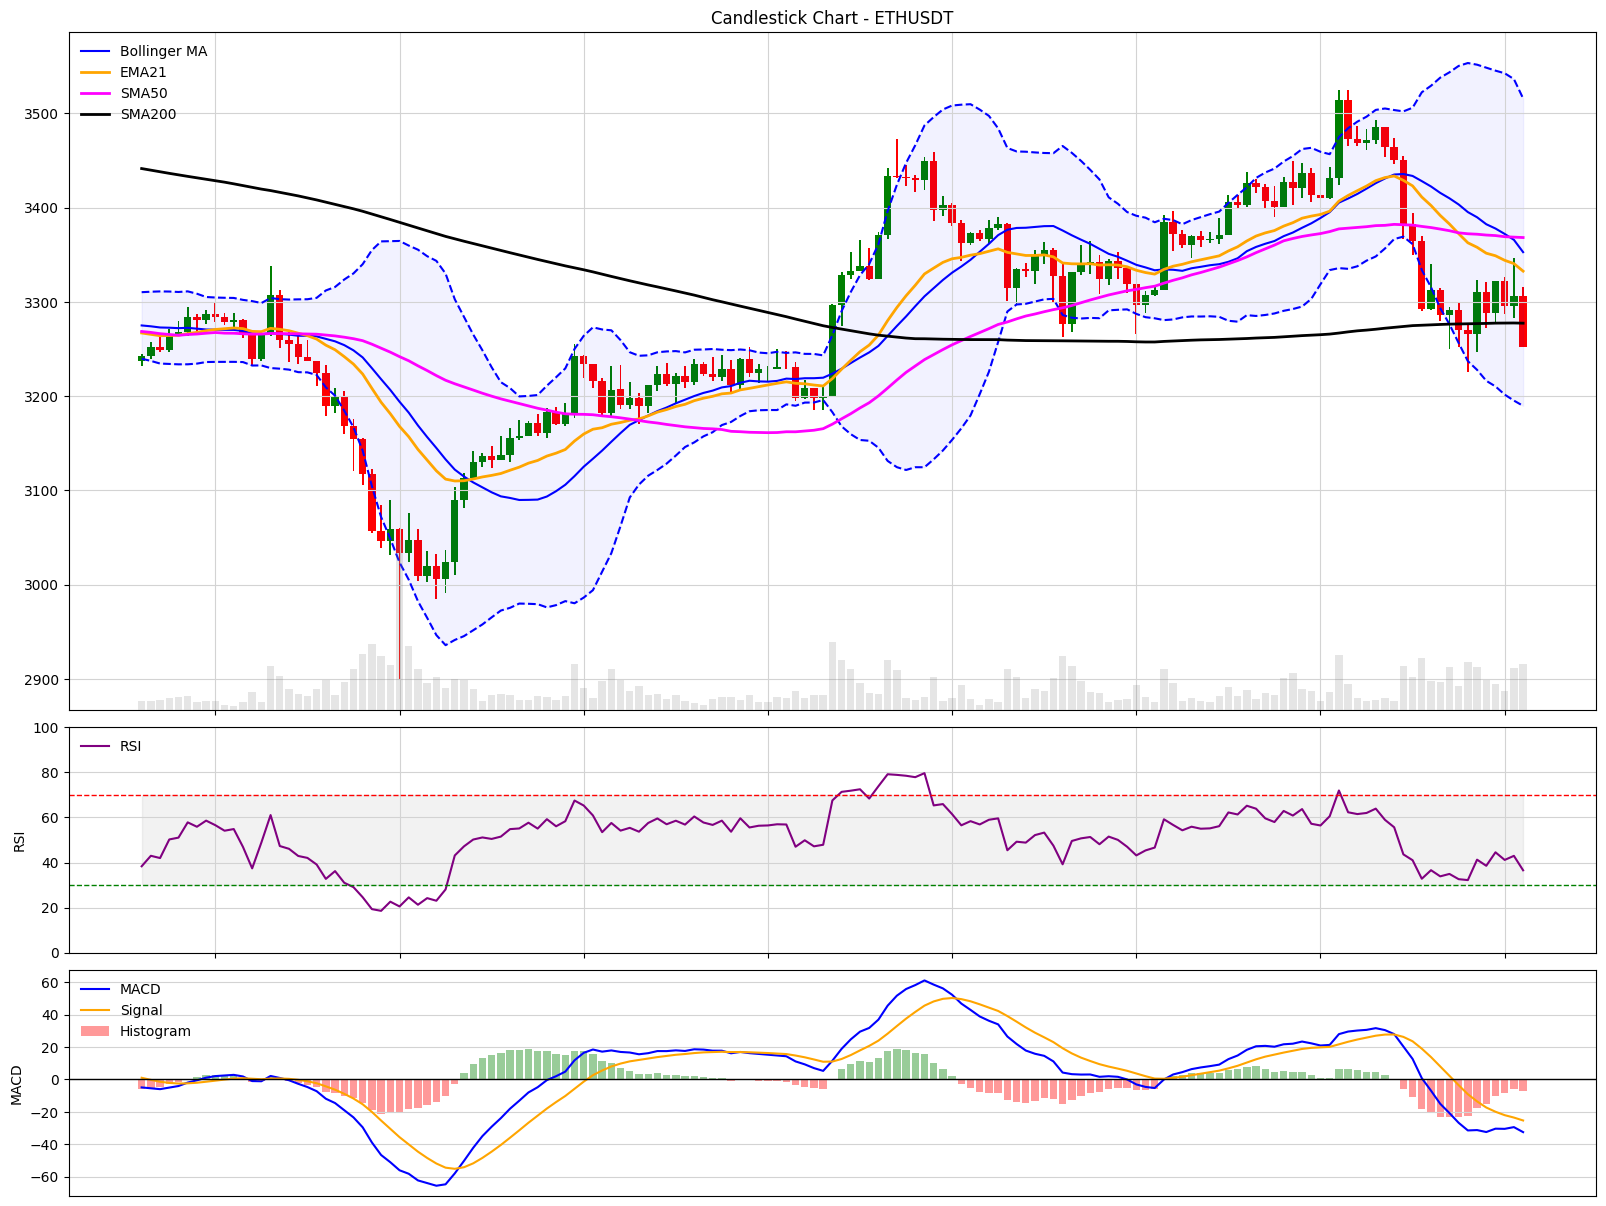 Candlestick Chart - ETHUSDT
Bollinger MA
EMA21
SMA50
SMA200
3500
3400
3300
3200
3100
3000
2900
RSI
100
80
60
40
20
0
RSI
MACD
Signal
Histogram
60
40
20
0
−20
−40
−60
MACD